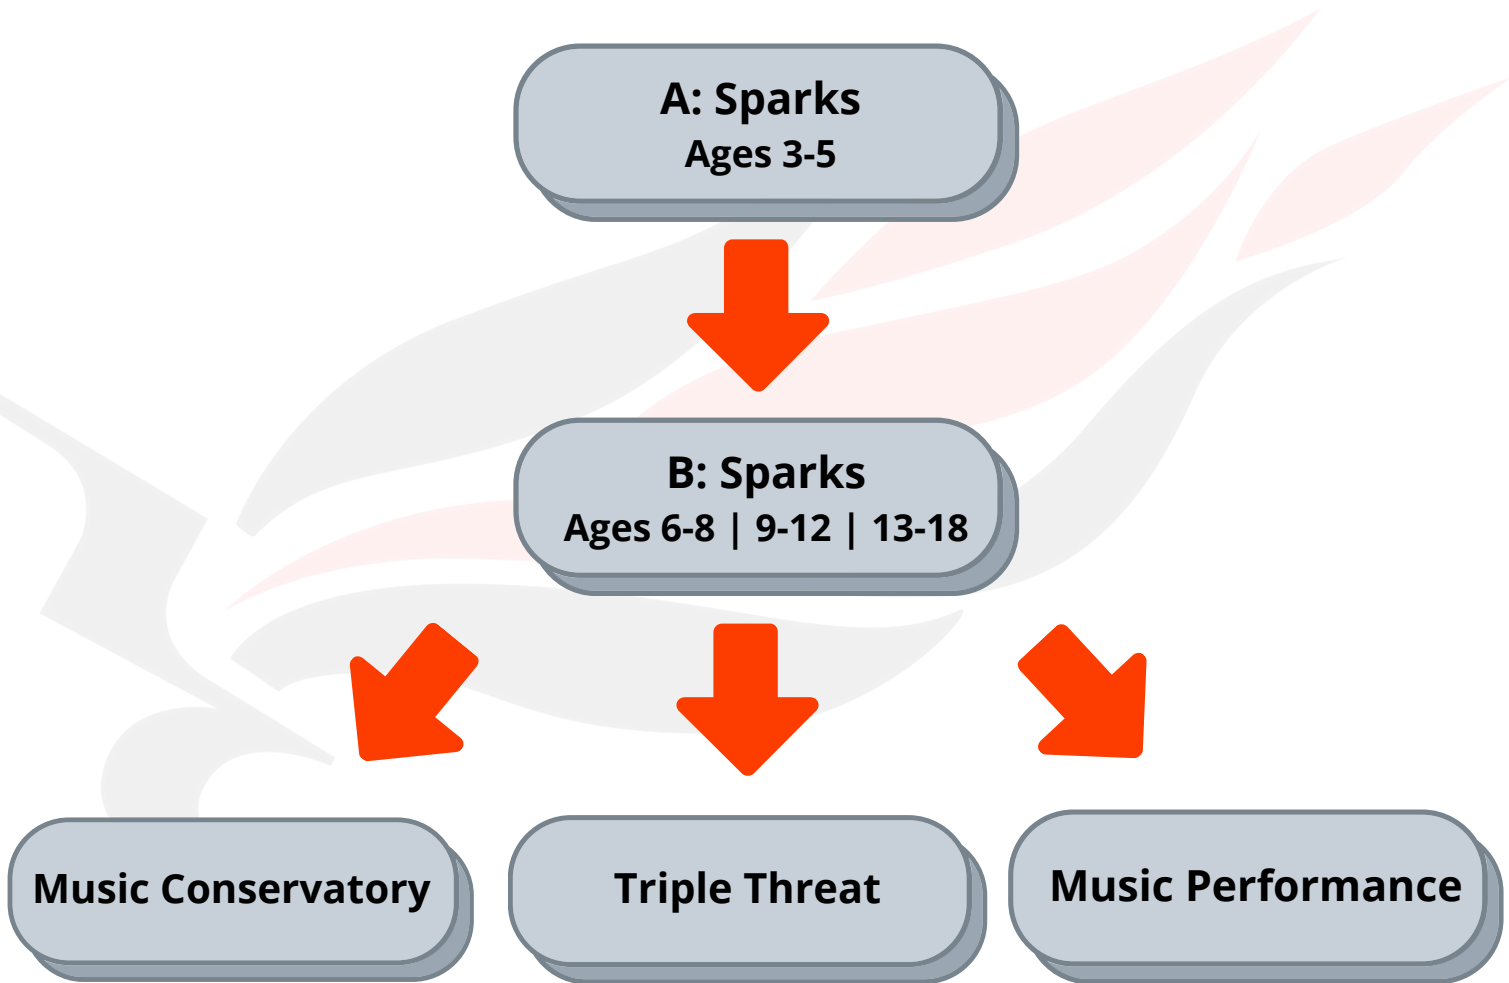 A: Sparks
Ages 3-5
B: Sparks
Ages 6-8 | 9-12 | 13-18
Music Conservatory
Triple Threat
Music Performance